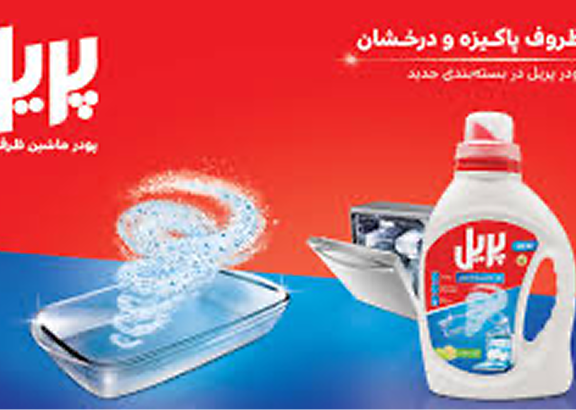 ظروف پاکیزه و درخشان
پودر پریل در بسته‌بندی جدید
پریل
پودر ماشین ظرف
پریل